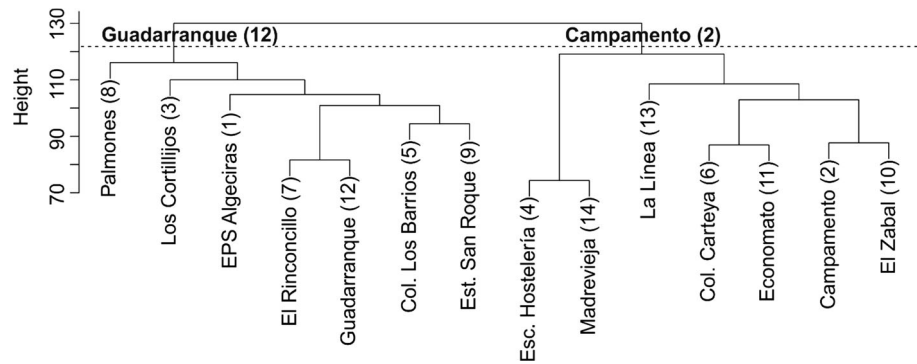 Height
130
110
90
70
Guadarranque (12)
Campamento (2)
Palmones (8)
Los Cortillijos (3)
EPS Algeciras (1)
El Rinconcillo (7)
Guadarranque (12)
Col. Los Barrios (5)
Est. San Roque (9)
Esc. Hostelería (4)
Madrevieja (14)
La Línea (13)
Col. Carteya (6)
Economato (11)
Campamento (2)
El Zabal (10)